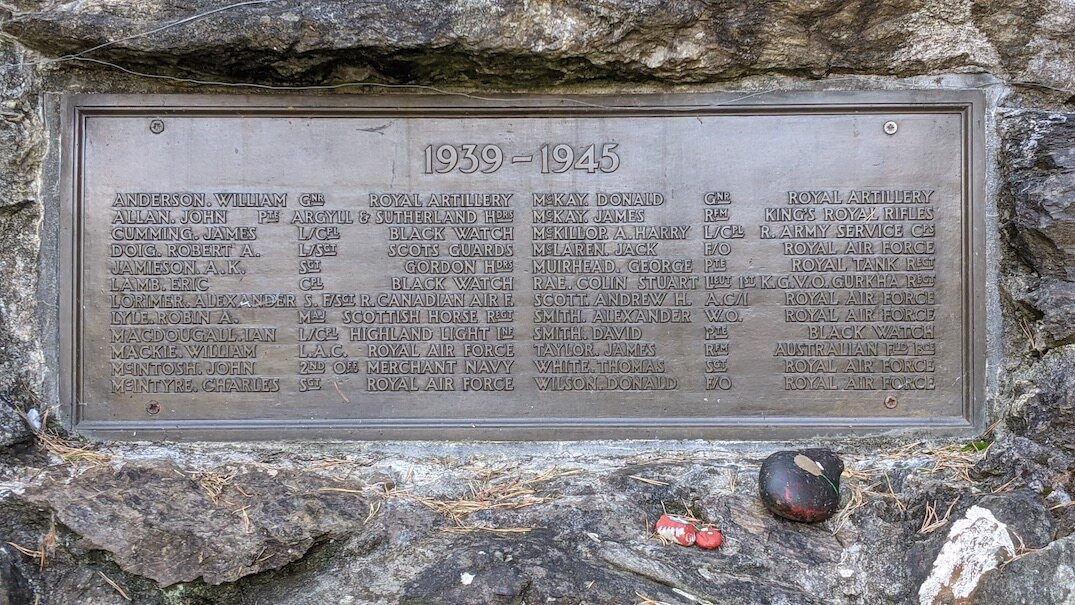 1939-1945
ANDERSON. WILLIAM GNR ROYAL ARTILLERY
ALLAN. JOHN PTE ARGYLL & SUTHERLAND HDRS
CUMMING. JAMES L/CPL BLACK WATCH
DOIG. ROBERT A. L/SGT SCOTS GUARDS
JAMIESON. A.K. SGT GORDON HDRS
LAMB. ERIC CPL BLACK WATCH
LORIMER. ALEXANDER S. F/SGT R. CANADIAN AIR F.
LYLE. ROBIN A. MAJ SCOTTISH HORSE REGT
MACDOUGALL. IAN L/CPL HIGHLAND LIGHT INF
MACKIE. WILLIAM L.A.C. ROYAL AIR FORCE
MCINTOSH. JOHN 2ND OFF MERCHANT NAVY
MCINTYRE. CHARLES SGT ROYAL AIR FORCE
MCKAY. DONALD GNR ROYAL ARTILLERY
MCKAY. JAMES RFM KING'S ROYAL RIFLES
MCKILLOP. A. HARRY L/CPL R. ARMY SERVICE CPS
MCLAREN. JACK F/O ROYAL AIR FORCE
MUIRHEAD. GEORGE PTE ROYAL TANK REGT
RAE. COLIN STUART LIEUT 1ST K.G.V.O. GURKHA REGT
SCOTT. ANDREW H. A.C./1 ROYAL AIR FORCE
SMITH. ALEXANDER W.O. ROYAL AIR FORCE
SMITH. DAVID PTE BLACK WATCH
TAYLOR. JAMES RFM AUSTRALIAN FLD FCE
WHITE. THOMAS SGT ROYAL AIR FORCE
WILSON. DONALD F/O ROYAL AIR FORCE